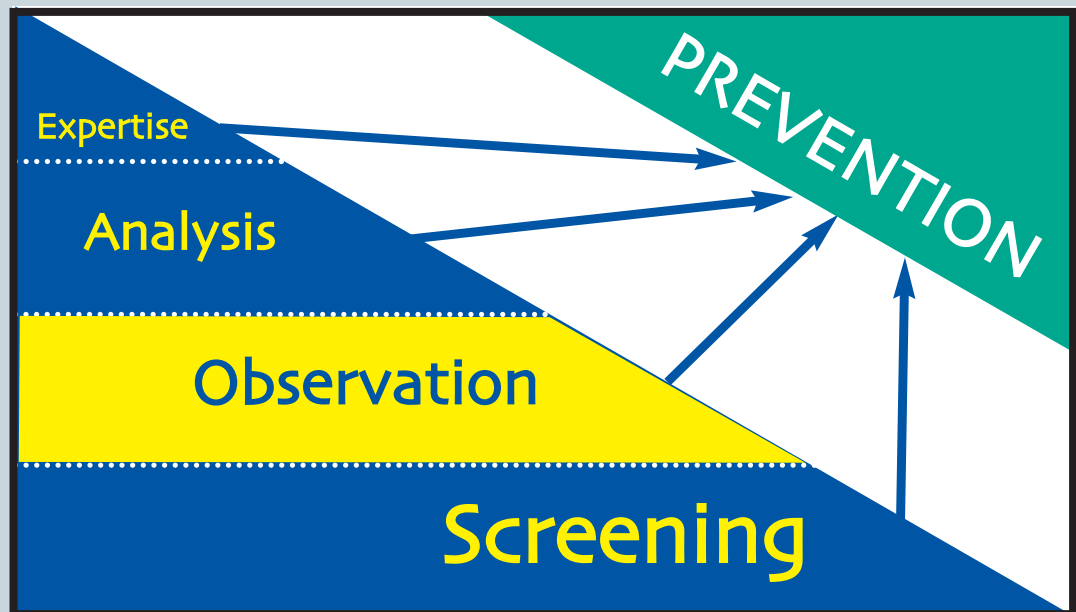 PREVENTION
Expertise
Analysis
Observation
Screening